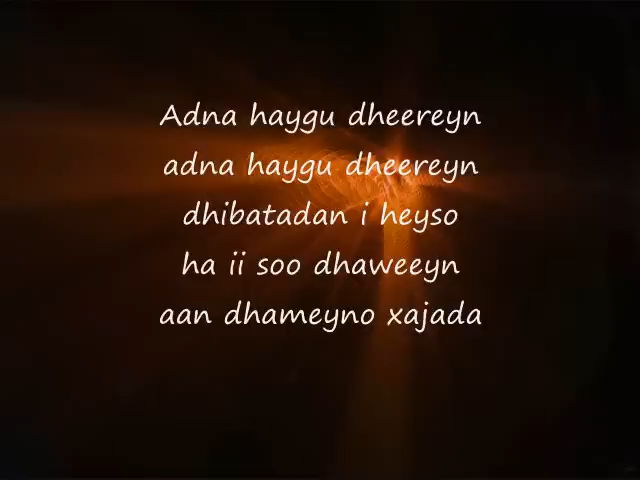 Adna haygu dheereyn
adna haygu dheereyn
dhibatadan i heyso
ha ii soo dhaweeyn
aan dhameyno xajada